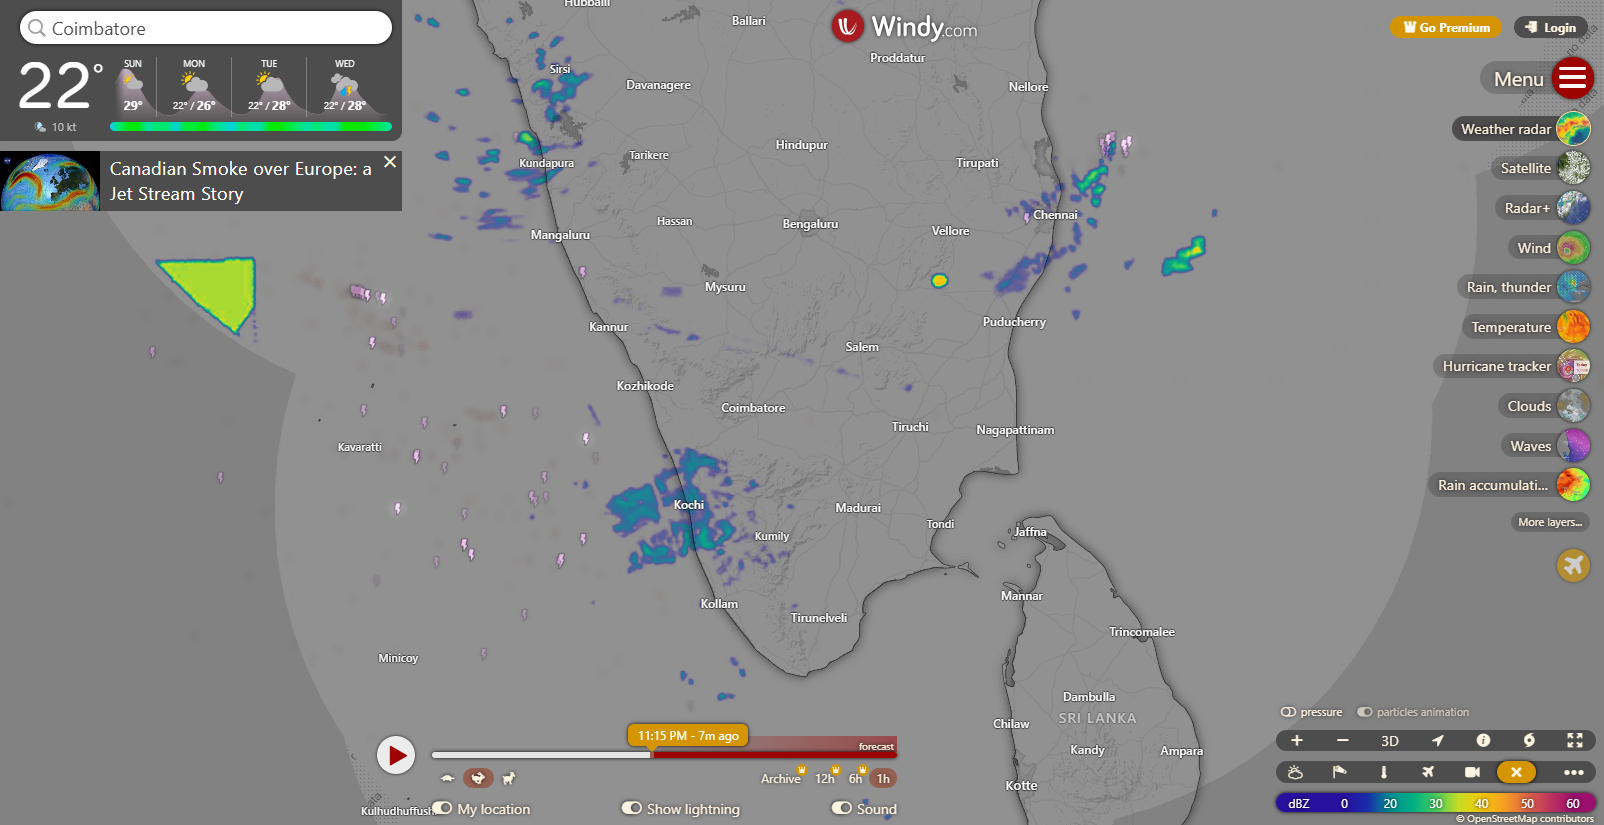 Coimbatore
22°
10 kt
SUN
29°
MON
22° / 26°
TUE
22° / 28°
WED
22° / 28°
Canadian Smoke over Europe: a
Jet Stream Story
Windy.com
Go Premium
Login
no data
Menu
Weather radar
Satellite
Radar+
Wind
Rain, thunder
Temperature
Hurricane tracker
Clouds
Waves
Rain accumulati...
More layers...
Hubballi
Ballari
Proddatur
Sirsi
Davanagere
Nellore
Kundapura
Tarikere
Hindupur
Tirupati
Hassan
Bengaluru
Chennai
Mangaluru
Vellore
Mysuru
Kannur
Puducherry
Salem
Kozhikode
Coimbatore
Tiruchi
Nagapattinam
Kavaratti
Kochi
Madurai
Tondi
Jaffna
Kumily
Mannar
Kollam
Tirunelveli
Trincomalee
Minicoy
Dambulla
SRI LANKA
Chilaw
Kandy
Ampara
Kotte
Kulhudhuffush
data
11:15 PM - 7m ago
forecast
Archive
12h
6h
1h
My location
Show lightning
Sound
pressure
particles animation
+
−
3D
dBZ
0
20
30
40
50
60
© OpenStreetMap contributors